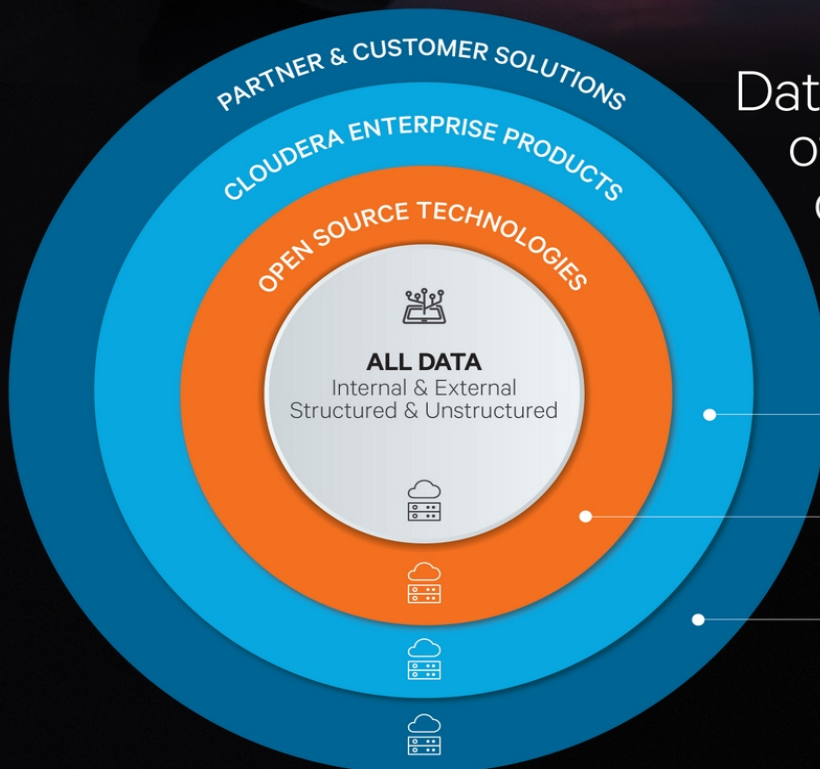 PARTNER & CUSTOMER SOLUTIONS
CLOUDERA ENTERPRISE PRODUCTS
OPEN SOURCE TECHNOLOGIES
ALL DATA
Internal & External
Structured & Unstructured